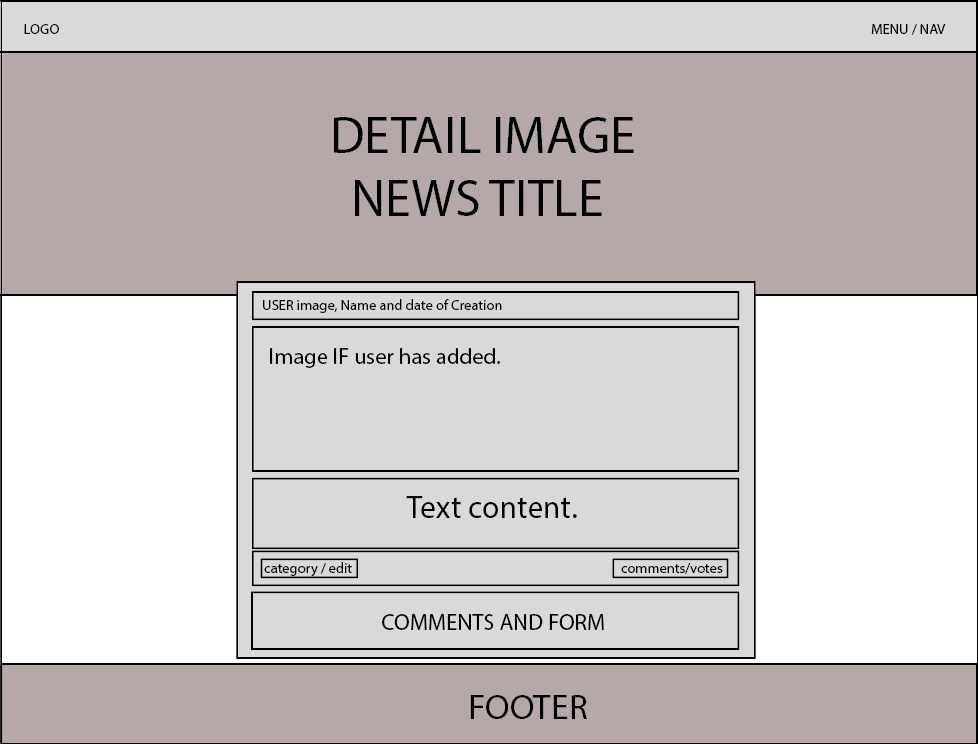 LOGO
MENU / NAV
DETAIL IMAGE
NEWS TITLE
USER image, Name and date of Creation
Image IF user has added.
Text content.
category / edit
comments/votes
COMMENTS AND FORM
FOOTER